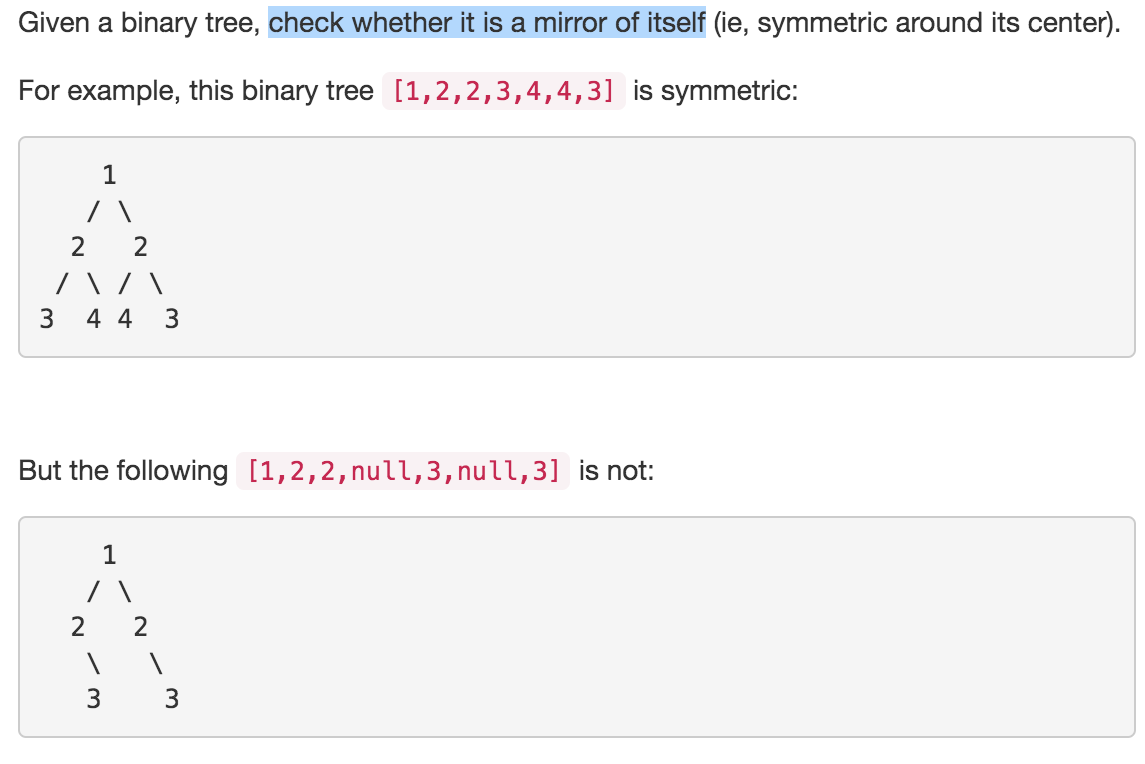 Given a binary tree, check whether it is a mirror of itself (ie, symmetric around its center).
For example, this binary tree [1,2,2,3,4,4,3] is symmetric:
    1
   / \
  2   2
 / \ / \
3  4 4  3
But the following [1,2,2,null,3,null,3] is not:
    1
   / \
  2   2
   \   \
   3    3